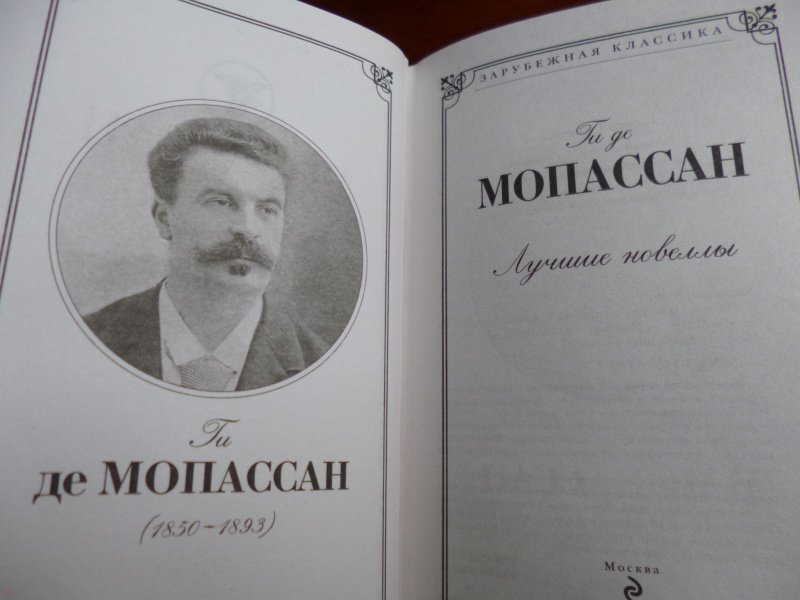 Ги
де МОПАССАН
(1850–1893)
ЗАРУБЕЖНАЯ КЛАССИКА
Ги де
МОПАССАН
Лучшие новеллы
Москва